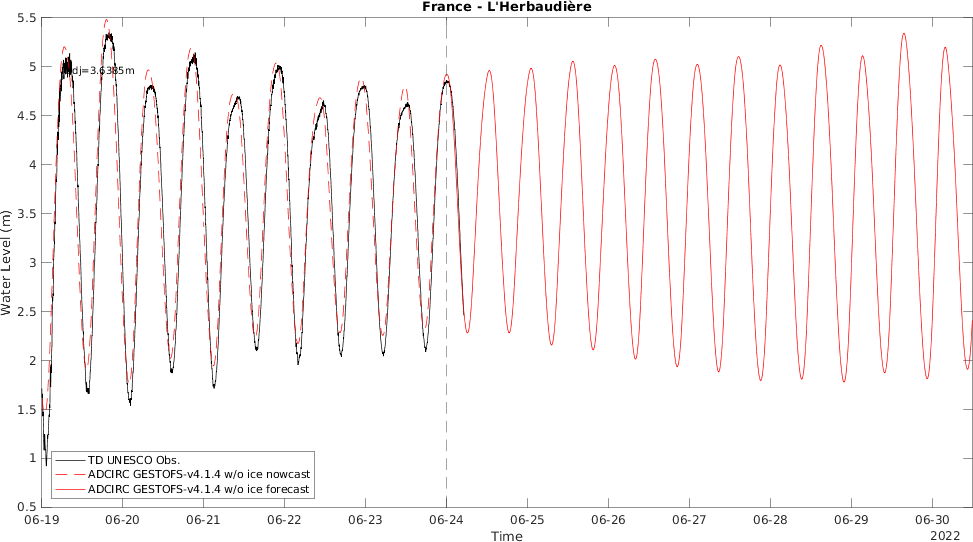 France - L'Herbaudière
5.5
5
4.5
4
3.5
3
2.5
2
1.5
1
0.5
Water Level (m)
TD UNESCO Obs.
ADCIRC GESTOFS-v4.1.4 w/o ice nowcast
ADCIRC GESTOFS-v4.1.4 w/o ice forecast
06-19 06-20 06-21 06-22 06-23 06-24 06-25 06-26 06-27 06-28 06-29 06-30
Time
2022